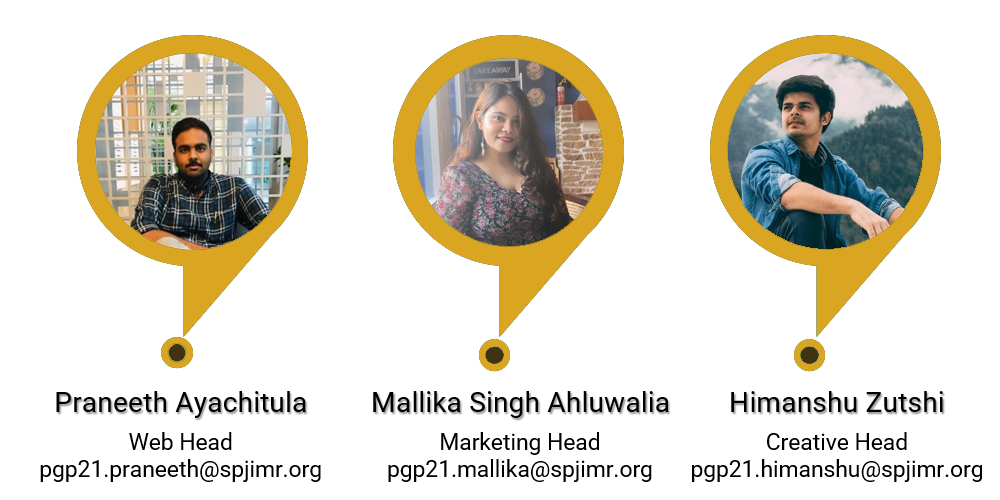 TAKEAWAY
Praneeth Ayachitula
Web Head
pgp21.praneeth@spjimr.org
Mallika Singh Ahluwalia
Marketing Head
pgp21.mallika@spjimr.org
Himanshu Zutshi
Creative Head
pgp21.himanshu@spjimr.org